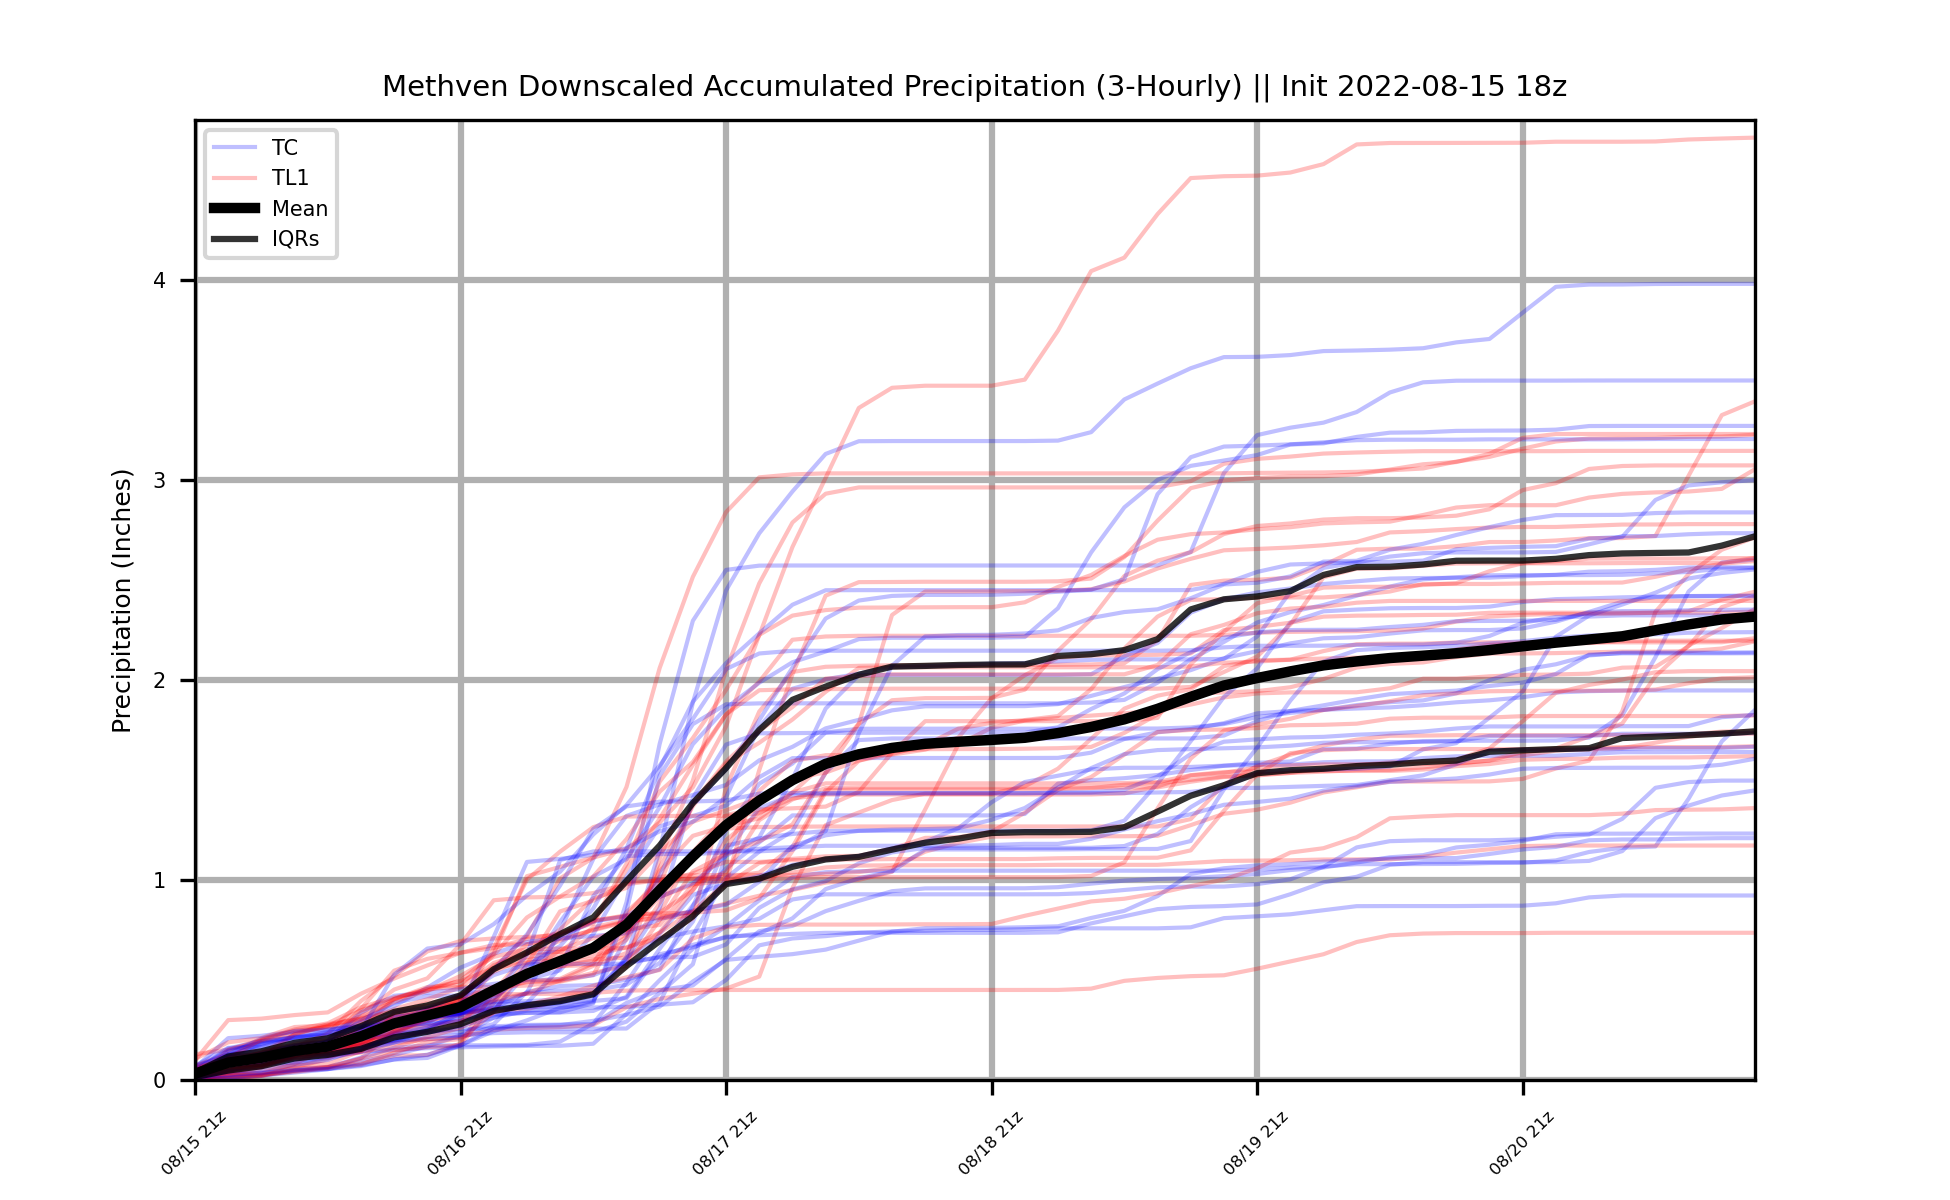 Methven Downscaled Accumulated Precipitation (3-Hourly) || Init 2022-08-15 18z
TC
TL1
Mean
IQRs
Precipitation (Inches)
4
3
2
1
0
08/15 21z
08/16 21z
08/17 21z
08/18 21z
08/19 21z
08/20 21z